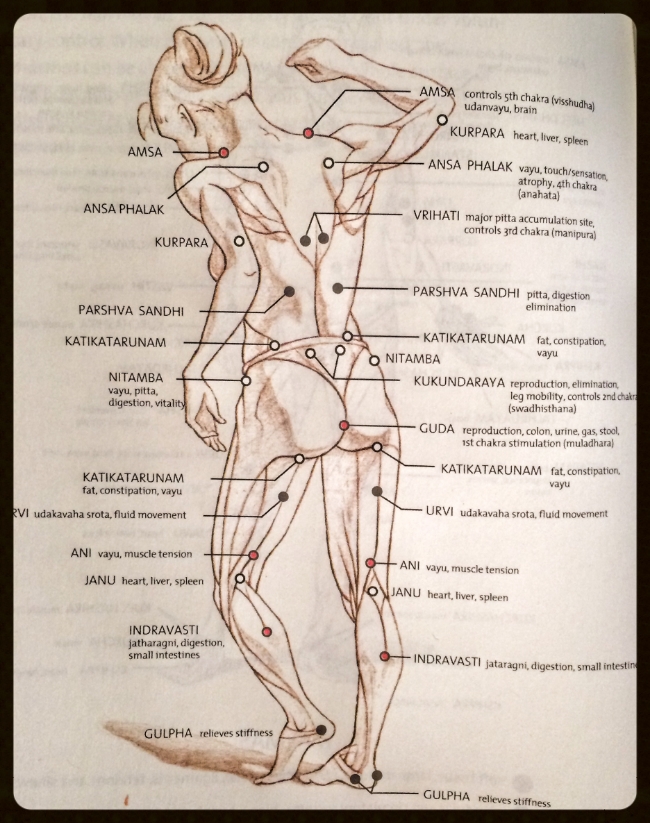 AMSA controls 5th chakra (visshudha)
udanvayu, brain
KURPARA heart, liver, spleen
AMSA
ANSA PHALAK vayu, touch/sensation,
atrophy, 4th chakra
(anahata)
ANSA PHALAK
VRIHATI major pitta accumulation site,
controls 3rd chakra (manipura)
KURPARA
PARSHVA SANDHI pitta, digestion
elimination
PARSHVA SANDHI
KATIKATARUNAM fat, constipation,
vayu
KATIKATARUNAM
NITAMBA
NITAMBA
vayu, pitta,
digestion, vitality
KUKUNDARAYA reproduction, elimination,
leg mobility, controls 2nd chakra
(swadhisthana)
GUDA reproduction, colon, urine, gas, stool,
1st chakra stimulation (muladhara)
KATIKATARUNAM fat, constipation,
vayu
KATIKATARUNAM
fat, constipation, vayu
RVI udakavaha srota, fluid movement
URVI udakavaha srota, fluid movement
ANI vayu, muscle tension
ANI vayu, muscle tension
JANU heart, liver, spleen
JANU heart, liver, spleen
INDRAVASTI
jatharagni, digestion,
small intestines
INDRAVASTI jataragni, digestion, small intestin
GULPHA relieves stiffness
GULPHA relieves stiffness